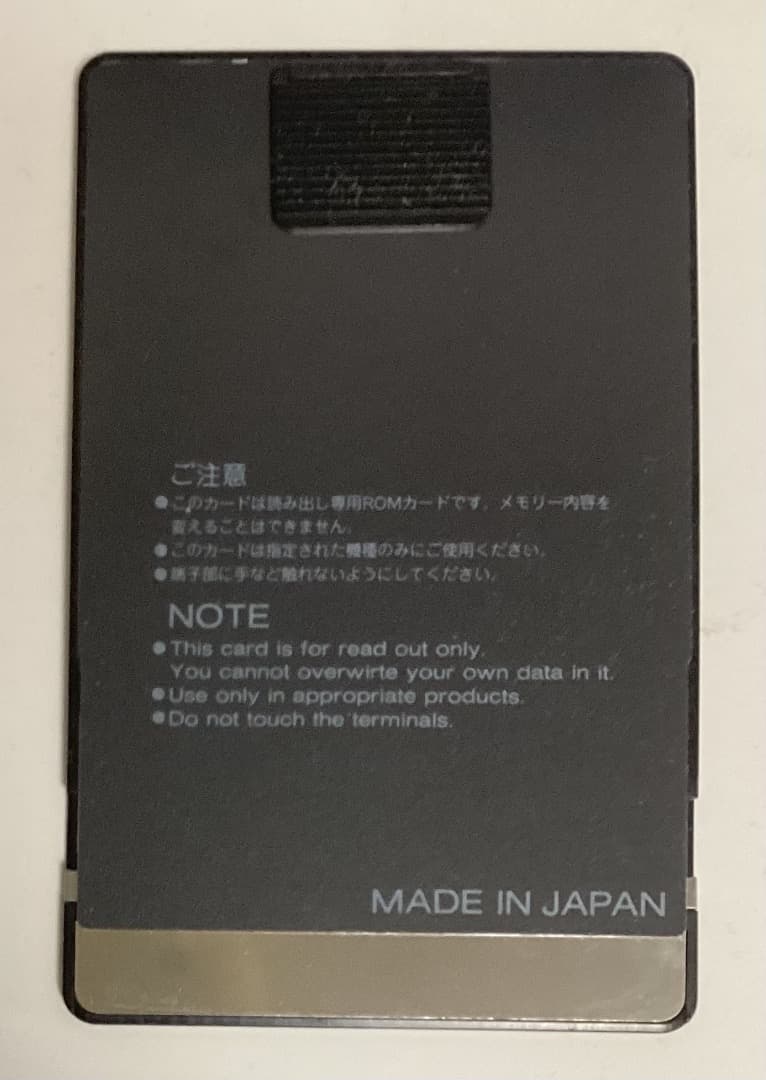 ご注意
●このカードは読み出し専用ROMカードです。メモリー内容を
変えることはできません。
●このカードは指定された機種のみにご使用ください。
●端子部に手など触れないようにしてください。
NOTE
●This card is for read out only.
You cannot overwirte your own data in it.
●Use only in appropriate products.
●Do not touch the terminals.
MADE IN JAPAN